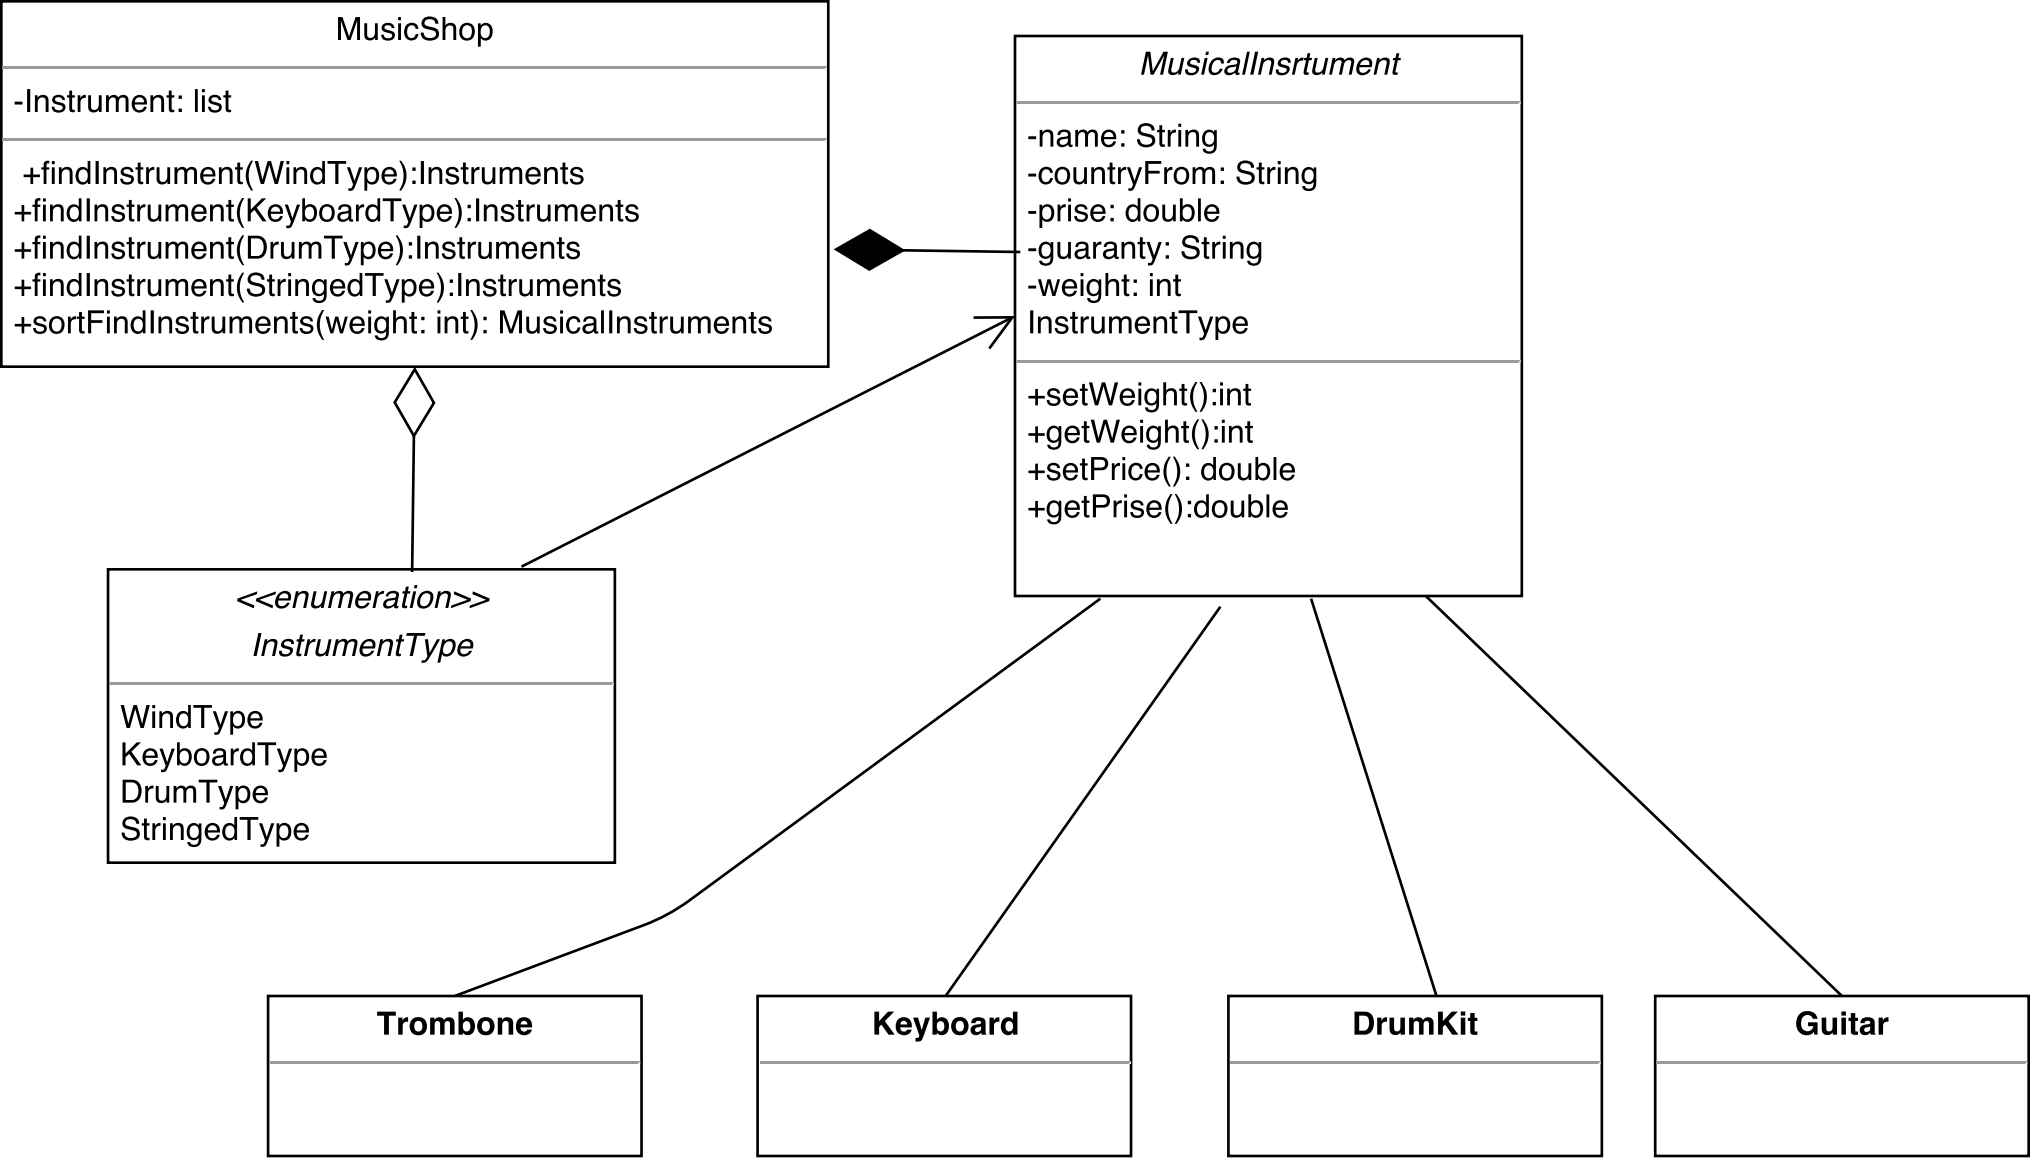 MusicShop
-Instrument: list
+findInstrument(WindType):Instruments
+findInstrument(KeyboardType):Instruments
+findInstrument(DrumType):Instruments
+findInstrument(StringedType):Instruments
+sortFindInstruments(weight: int): MusicalInstruments
MusicalInsrtument
-name: String
-countryFrom: String
-prise: double
-guaranty: String
-weight: int
InstrumentType
+setWeight():int
+getWeight():int
+setPrice(): double
+getPrise():double
<<enumeration>>
InstrumentType
WindType
KeyboardType
DrumType
StringedType
Trombone
Keyboard
DrumKit
Guitar